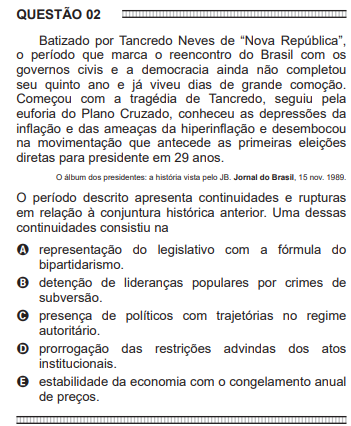 QUESTÃO 02
Batizado por Tancredo Neves de “Nova República”,
o período que marca o reencontro do Brasil com os
governos civis e a democracia ainda não completou
seu quinto ano e já viveu dias de grande comoção.
Começou com a tragédia de Tancredo, seguiu pela
euforia do Plano Cruzado, conheceu as depressões da
inflação e das ameaças da hiperinflação e desembocou
na movimentação que antecede as primeiras eleições
diretas para presidente em 29 anos.
O álbum dos presidentes: a história vista pelo JB. Jornal do Brasil, 15 nov. 1989.
O período descrito apresenta continuidades e rupturas
em relação à conjuntura histórica anterior. Uma dessas
continuidades consistiu na
A representação do legislativo com a fórmula do
bipartidarismo.
B detenção de lideranças populares por crimes de
subversão.
C presença de políticos com trajetórias no regime
autoritário.
D prorrogação das restrições advindas dos atos
institucionais.
E estabilidade da economia com o congelamento anual
de preços.